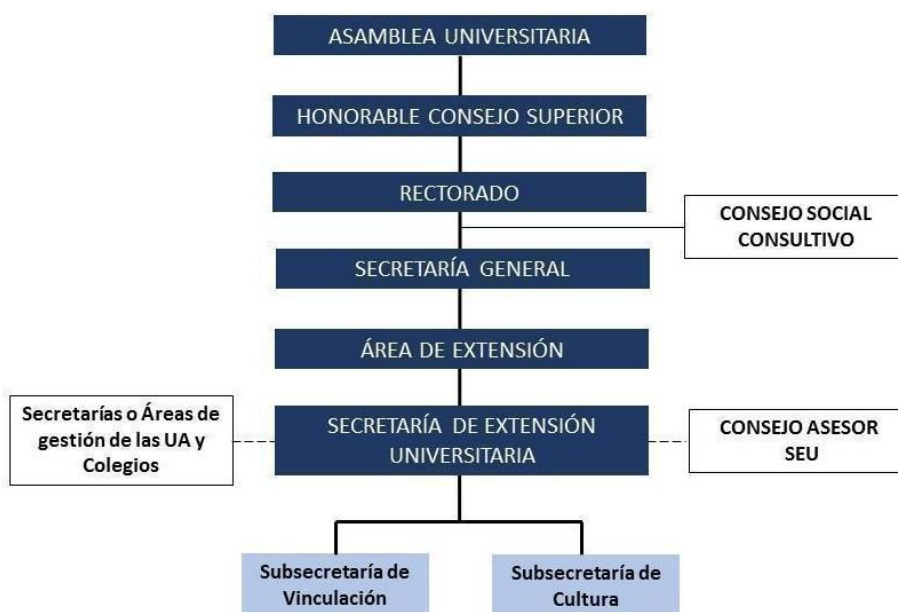 ASAMBLEA UNIVERSITARIA
HONORABLE CONSEJO SUPERIOR
RECTORADO
CONSEJO SOCIAL
CONSULTIVO
SECRETARÍA GENERAL
ÁREA DE EXTENSIÓN
Secretarías o Áreas de
gestión de las UA y
Colegios
SECRETARÍA DE EXTENSIÓN
UNIVERSITARIA
CONSEJO ASESOR
SEU
Subsecretaría de
Vinculación
Subsecretaría de
Cultura